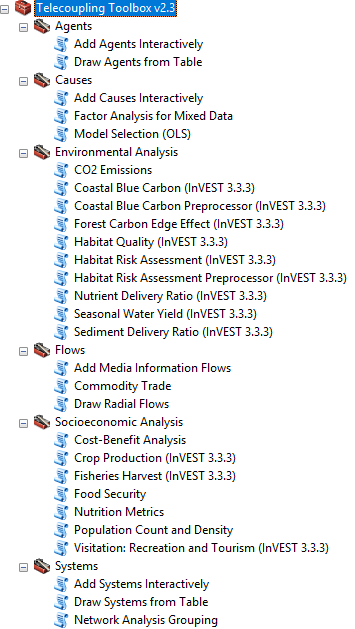 Telecoupling Toolbox v2.3
Agents
Add Agents Interactively
Draw Agents from Table
Causes
Add Causes Interactively
Factor Analysis for Mixed Data
Model Selection (OLS)
Environmental Analysis
CO2 Emissions
Coastal Blue Carbon (InVEST 3.3.3)
Coastal Blue Carbon Preprocessor (InVEST 3.3.3)
Forest Carbon Edge Effect (InVEST 3.3.3)
Habitat Quality (InVEST 3.3.3)
Habitat Risk Assessment (InVEST 3.3.3)
Habitat Risk Assessment Preprocessor (InVEST 3.3.3)
Nutrient Delivery Ratio (InVEST 3.3.3)
Seasonal Water Yield (InVEST 3.3.3)
Sediment Delivery Ratio (InVEST 3.3.3)
Flows
Add Media Information Flows
Commodity Trade
Draw Radial Flows
Socioeconomic Analysis
Cost-Benefit Analysis
Crop Production (InVEST 3.3.3)
Fisheries Harvest (InVEST 3.3.3)
Food Security
Nutrition Metrics
Population Count and Density
Visitation: Recreation and Tourism (InVEST 3.3.3)
Systems
Add Systems Interactively
Draw Systems from Table
Network Analysis Grouping